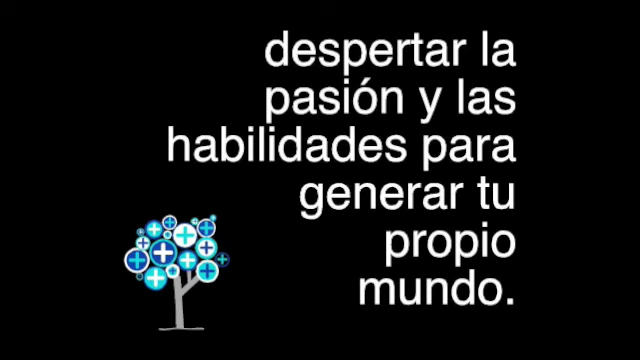 despertar la
pasión y las
habilidades para
generar tu
propio
mundo.